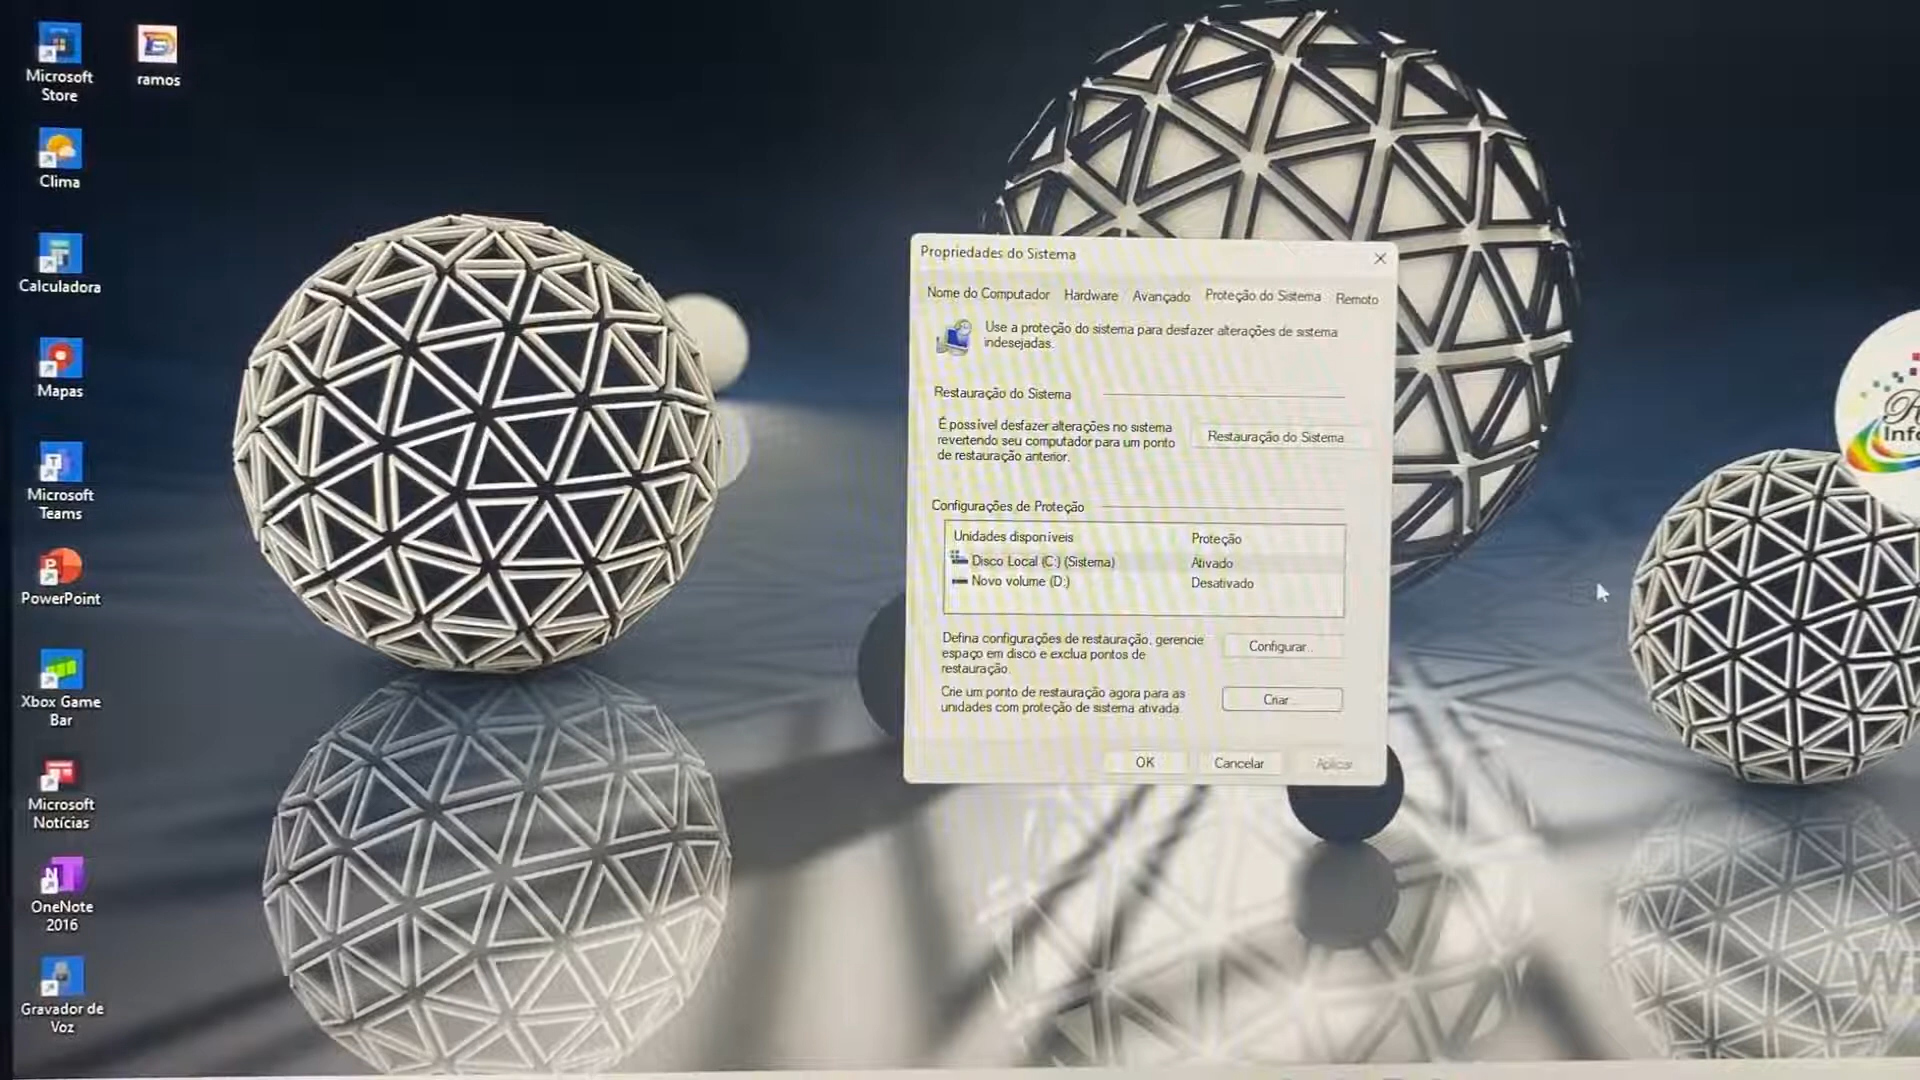 Microsoft
Store
ramos
Clima
Calculadora
Mapas
Microsoft
Teams
PowerPoint
Xbox Game
Bar
Microsoft
Notícias
OneNote
2016
Gravador de
Voz
Propriedades do Sistema
Nome do Computador Hardware Avançado Proteção do Sistema Remoto
Use a proteção do sistema para desfazer alterações de sistema
indesejadas.
Restauração do Sistema
É possível desfazer alterações no sistema
revertendo seu computador para um ponto
de restauração anterior.
Restauração do Sistema
Configurações de Proteção
Unidades disponíveis Proteção
Disco Local (C:) (Sistema) Ativado
Novo volume (D:) Desativado
Defina configurações de restauração, gerencie
espaço em disco e exclua pontos de
restauração.
Configurar...
Crie um ponto de restauração agora para as
unidades com proteção de sistema ativada.
Criar...
OK Cancelar Aplicar